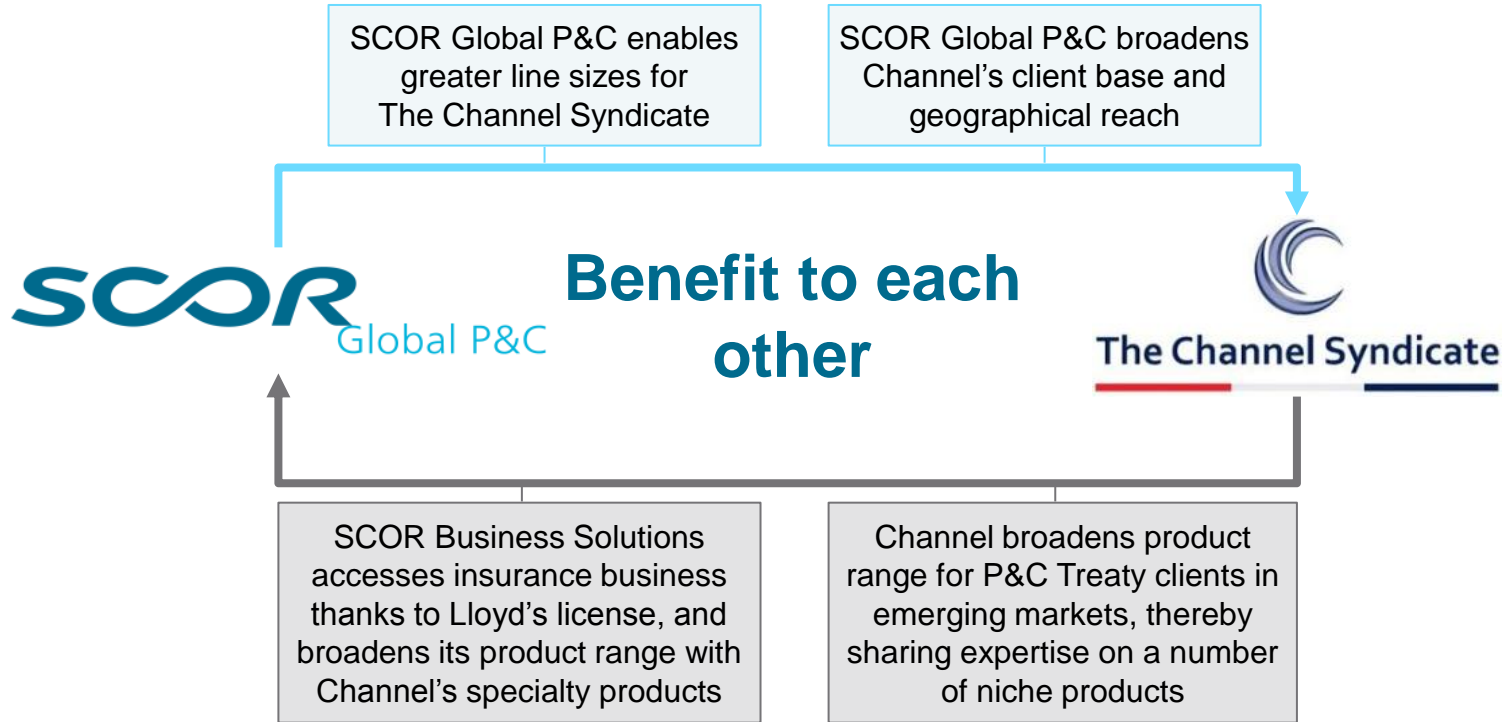 SCOR Global P&C enables
greater line sizes for
The Channel Syndicate
SCOR Global P&C broadens
Channel’s client base and
geographical reach
SCOR
Global P&C
Benefit to each
other
The Channel Syndicate
SCOR Business Solutions
accesses insurance business
thanks to Lloyd’s license, and
broadens its product range with
Channel’s specialty products
Channel broadens product
range for P&C Treaty clients in
emerging markets, thereby
sharing expertise on a number
of niche products